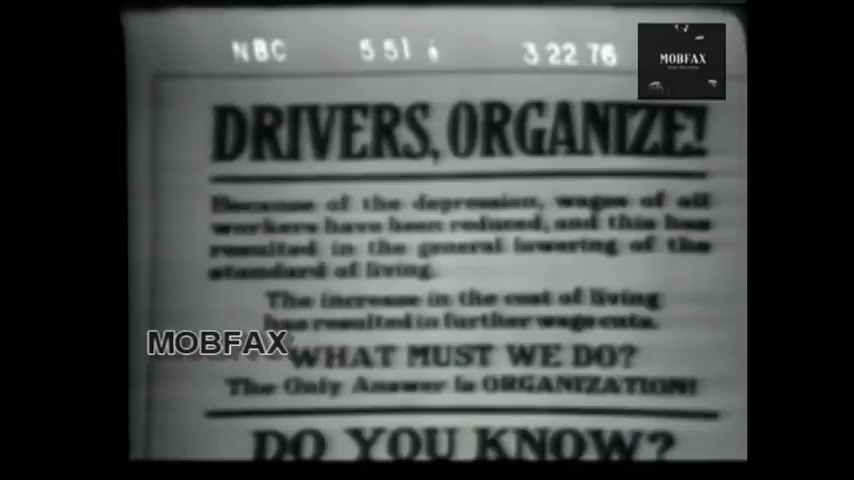 NBC 5 51 3 22 76
MOBFAX
DRIVERS, ORGANIZE!
Because of the depression, wages of all
workers have been reduced, and this has
resulted in the general lowering of the
standard of living.
The increase in the cost of living
has resulted in further wage cuts.
MOBFAX
WHAT MUST WE DO?
The Only Answer is ORGANIZATION!
DO YOU KNOW?